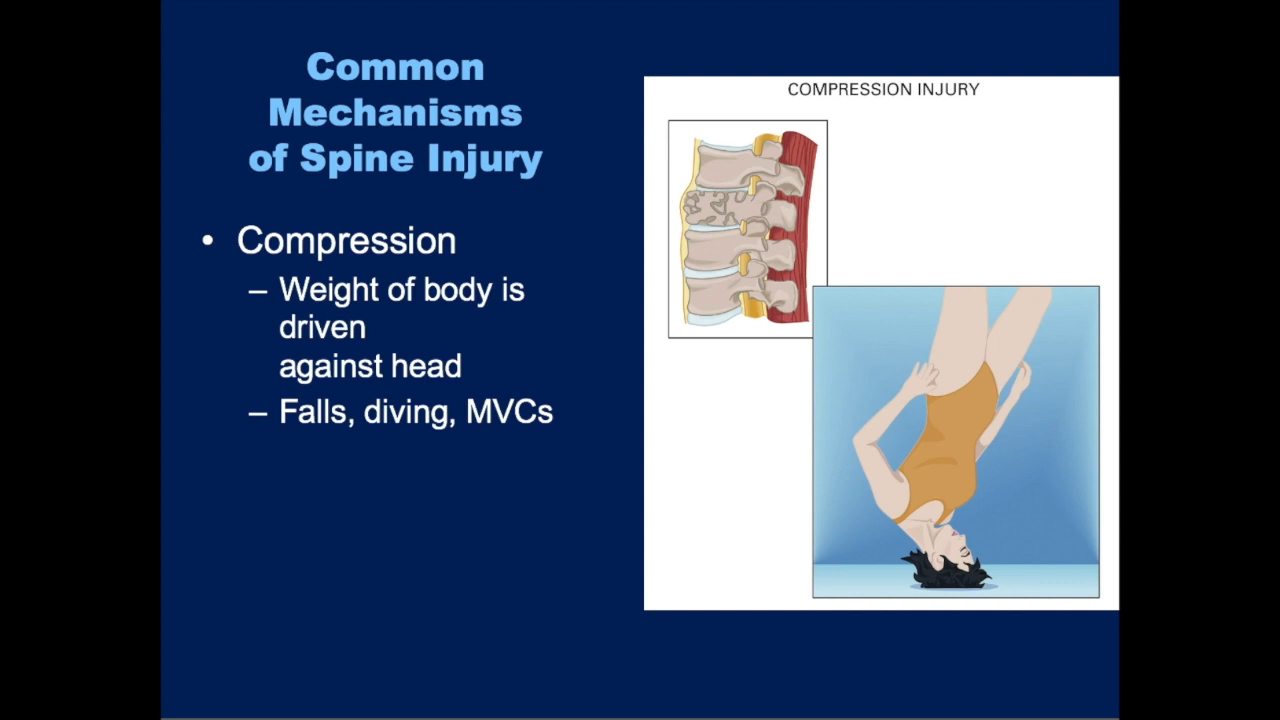 Common
Mechanisms
of Spine Injury
• Compression
– Weight of body is
driven
against head
– Falls, diving, MVCs
COMPRESSION INJURY